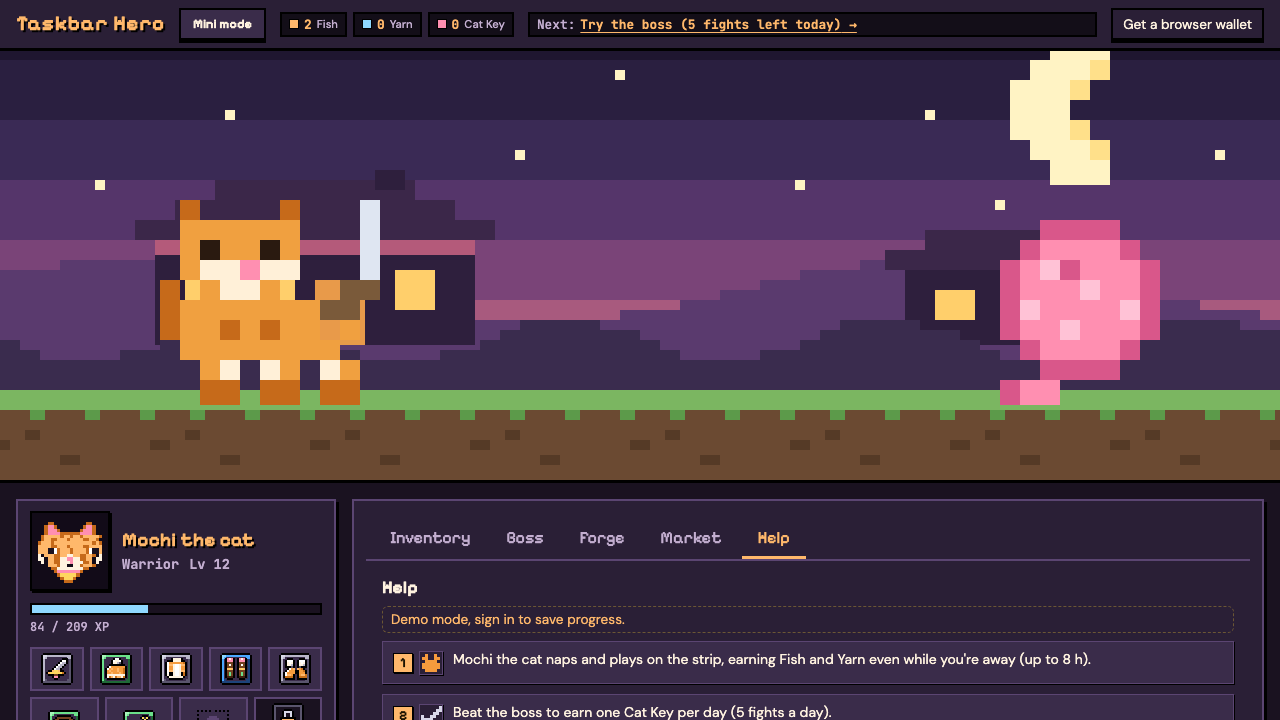 Taskbar Hero
Mini mode
2 Fish
0 Yarn
0 Cat Key
Next: Try the boss (5 fights left today) →
Get a browser wallet
Mochi the cat
Warrior Lv 12
84 / 209 XP
Inventory
Boss
Forge
Market
Help
Help
Demo mode, sign in to save progress.
1 Mochi the cat naps and plays on the strip, earning Fish and Yarn even while you're away (up to 8 h).
2 Beat the boss to earn one Cat Key per day (5 fights a day).